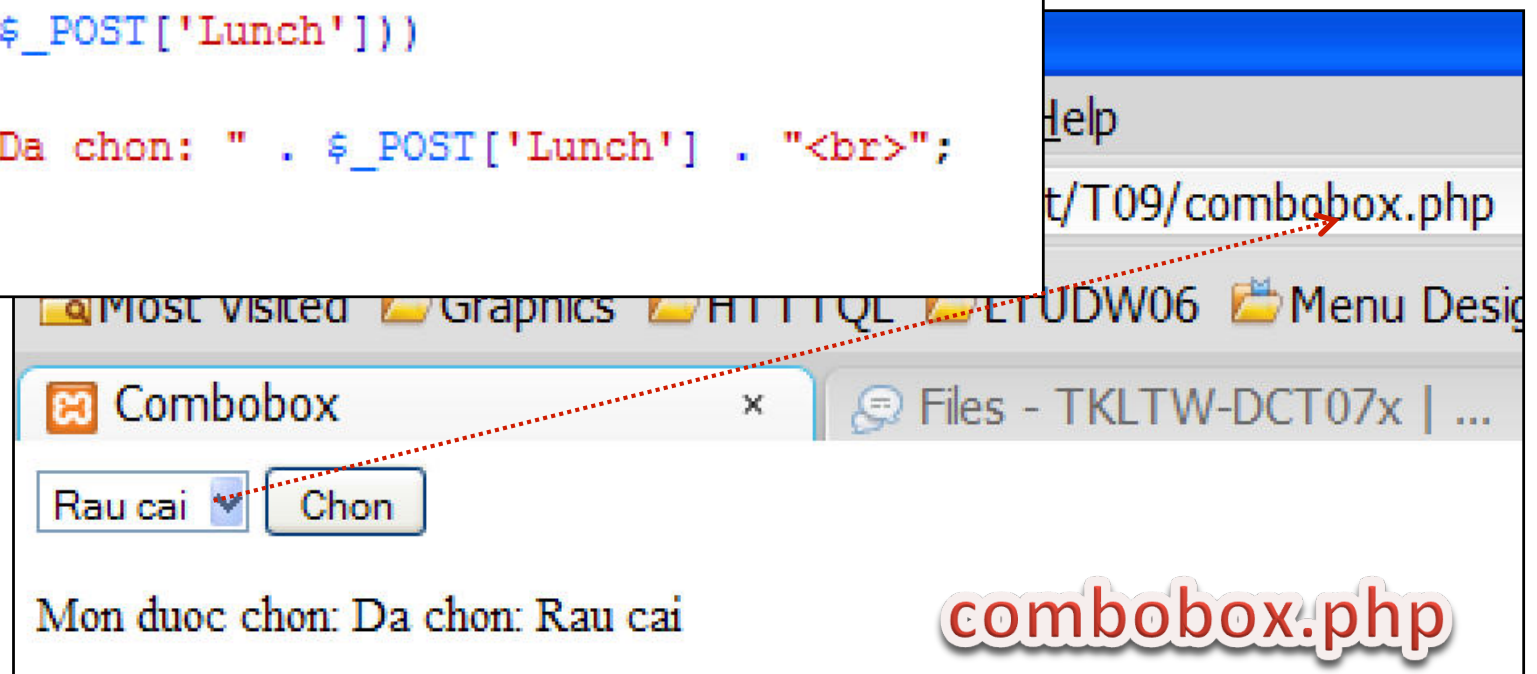 $_POST['Lunch']))
Da chon: " . $_POST['Lunch'] . "<br>";
Help
t/T09/combobox.php
Most Visited Graphics HTTTQL LTUDW06 Menu Desig
Combobox × Files - TKLTW-DCT07x | ...
Rau cai Chon
Mon duoc chon: Da chon: Rau cai
combobox.php